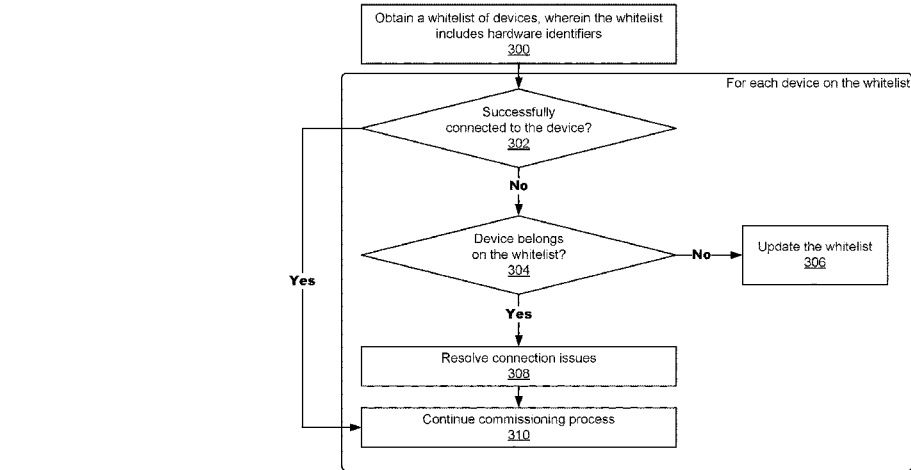 Obtain a whitelist of devices, wherein the whitelist
includes hardware identifiers
300
For each device on the whitelist
Successfully
connected to the device?
302
No
Device belongs
on the whitelist?
304
No
Update the whitelist
306
Yes
Yes
Resolve connection issues
308
Continue commissioning process
310